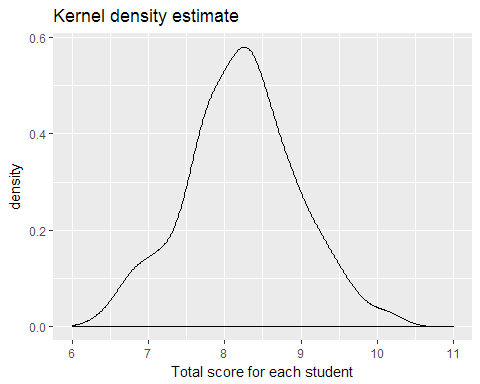 Kernel density estimate
0.6
0.4
0.2
0.0
density
6 7 8 9 10 11
Total score for each student